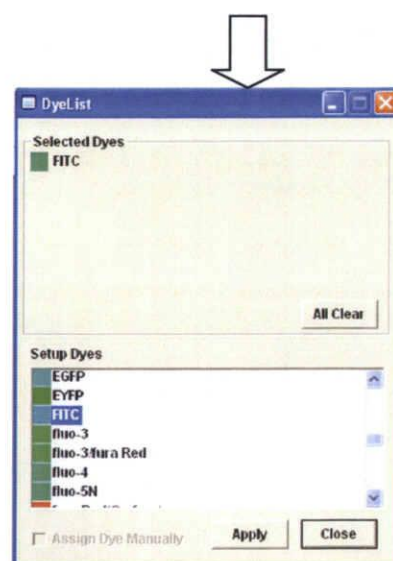 DyeList
Selected Dyes
FITC
All Clear
Setup Dyes
EGFP
EYFP
FITC
fluo-3
fluo-3/fura Red
fluo-4
fluo-5N
Assign Dye Manually
Apply
Close